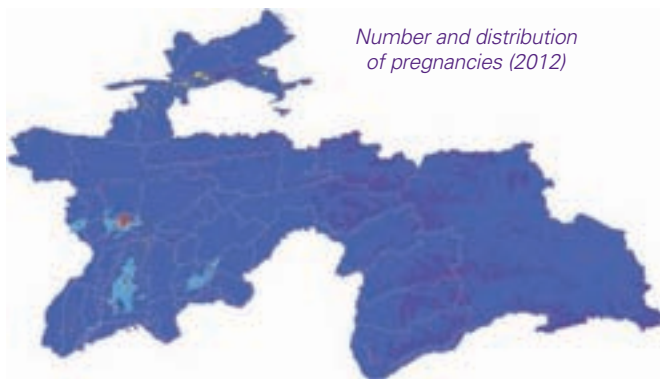 Number and distribution
of pregnancies (2012)